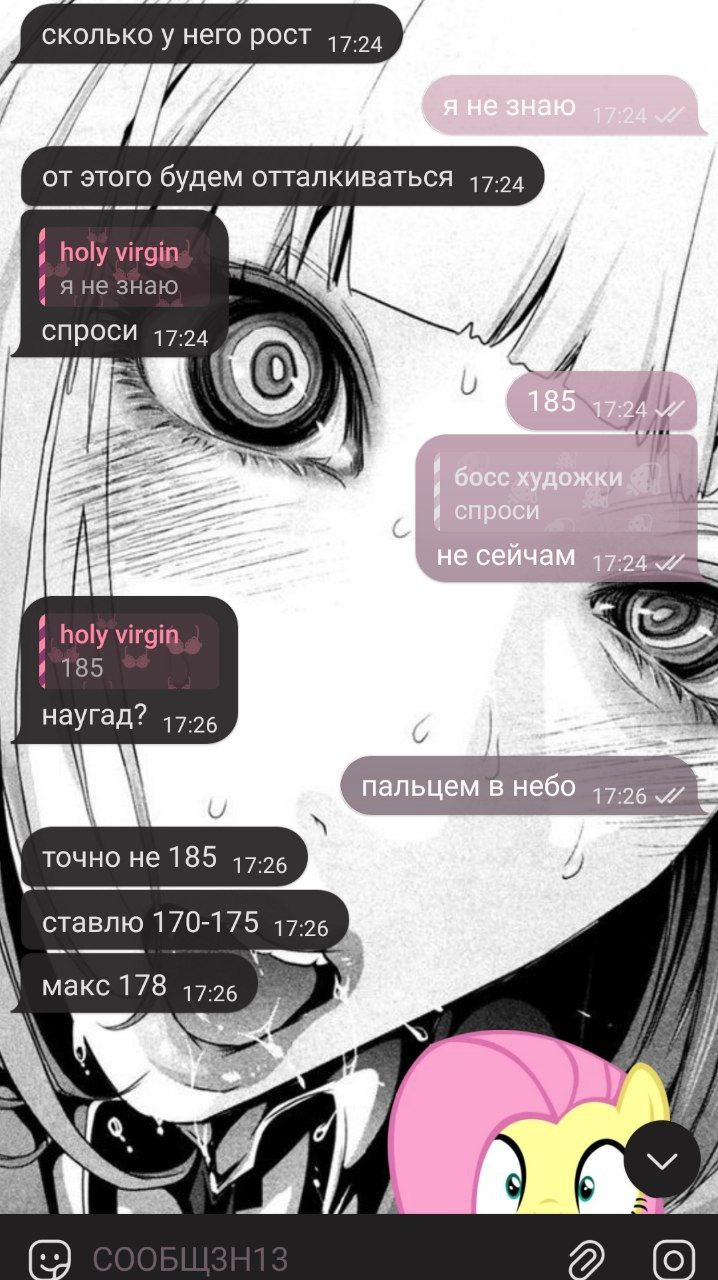 сколько у него рост 17:24
я не знаю 17:24
от этого будем отталкиваться 17:24
holy virgin
я не знаю
спроси 17:24
185 17:24
босс художки
спроси
не сейчам 17:24
holy virgin
185
наугад? 17:26
пальцем в небо 17:26
точно не 185 17:26
ставлю 170-175 17:26
макс 178 17:26
СООБЩЗН13